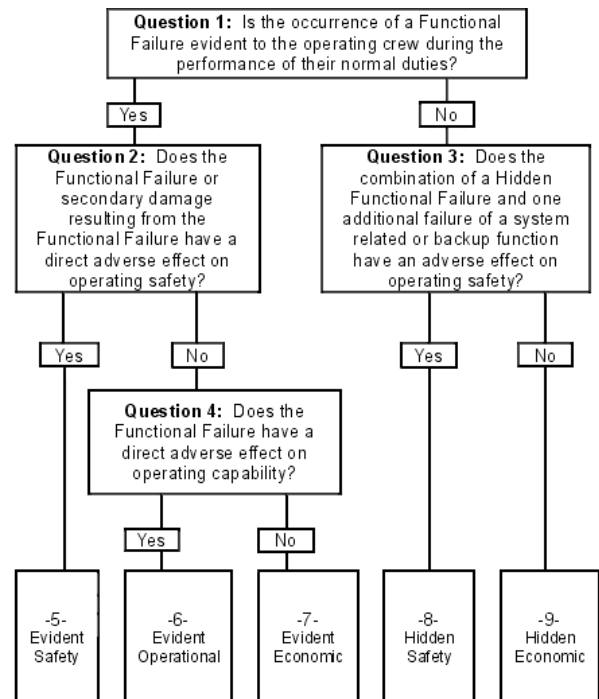 Question 1: Is the occurrence of a Functional
Failure evident to the operating crew during the
performance of their normal duties?
Yes
No
Question 2: Does the
Functional Failure or
secondary damage
resulting from the
Functional Failure have a
direct adverse effect on
operating safety?
Question 3: Does the
combination of a Hidden
Functional Failure and one
additional failure of a system
related or backup function
have an adverse effect on
operating safety?
Yes
No
Yes
No
Question 4: Does the
Functional Failure have a
direct adverse effect on
operating capability?
Yes
No
-5-
Evident
Safety
-6-
Evident
Operational
-7-
Evident
Economic
-8-
Hidden
Safety
-9-
Hidden
Economic